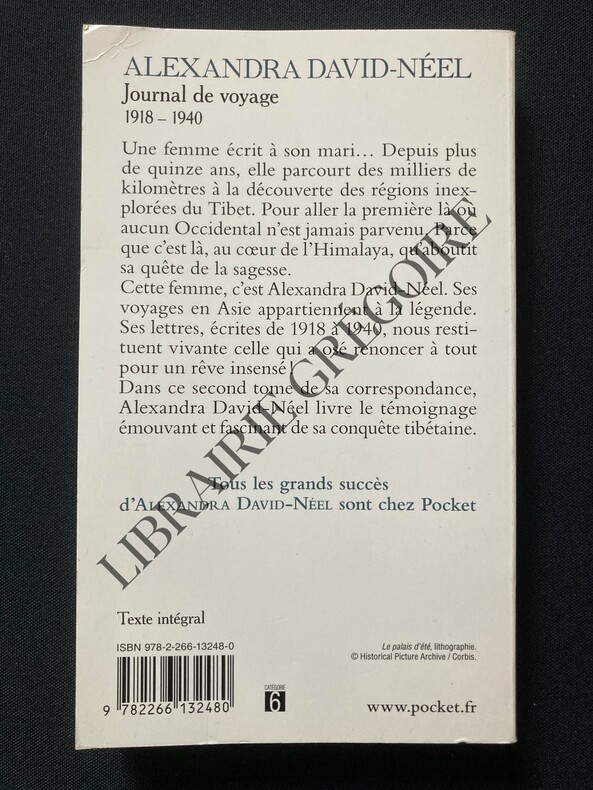 ALEXANDRA DAVID-NÉEL
Journal de voyage
1918 – 1940
Une femme écrit à son mari... Depuis plus
de quinze ans, elle parcourt des milliers de
kilomètres à la découverte des régions inex-
plorées du Tibet. Pour aller la première là où
aucun Occidental n'est jamais parvenu. Parce
que c'est là, au cœur de l'Himalaya, qu'aboutit
sa quête de la sagesse.
Cette femme, c'est Alexandra David-Néel. Ses
voyages en Asie appartiennent à la légende.
Ses lettres, écrites de 1918 à 1940, nous resti-
tuent vivante celle qui a osé renoncer à tout
pour un rêve insensé !
Dans ce second tome de sa correspondance,
Alexandra David-Néel livre le témoignage
émouvant et fascinant de sa conquête tibétaine.
Tous les grands succès
d'ALEXANDRA DAVID-NÉEL sont chez Pocket
LIBRAIRIE GRÉGOIRE
Texte intégral
ISBN 978-2-266-13248-0
9 782266 132480
CATÉGORIE
6
Le palais d'été, lithographie.
© Historical Picture Archive / Corbis.
www.pocket.fr